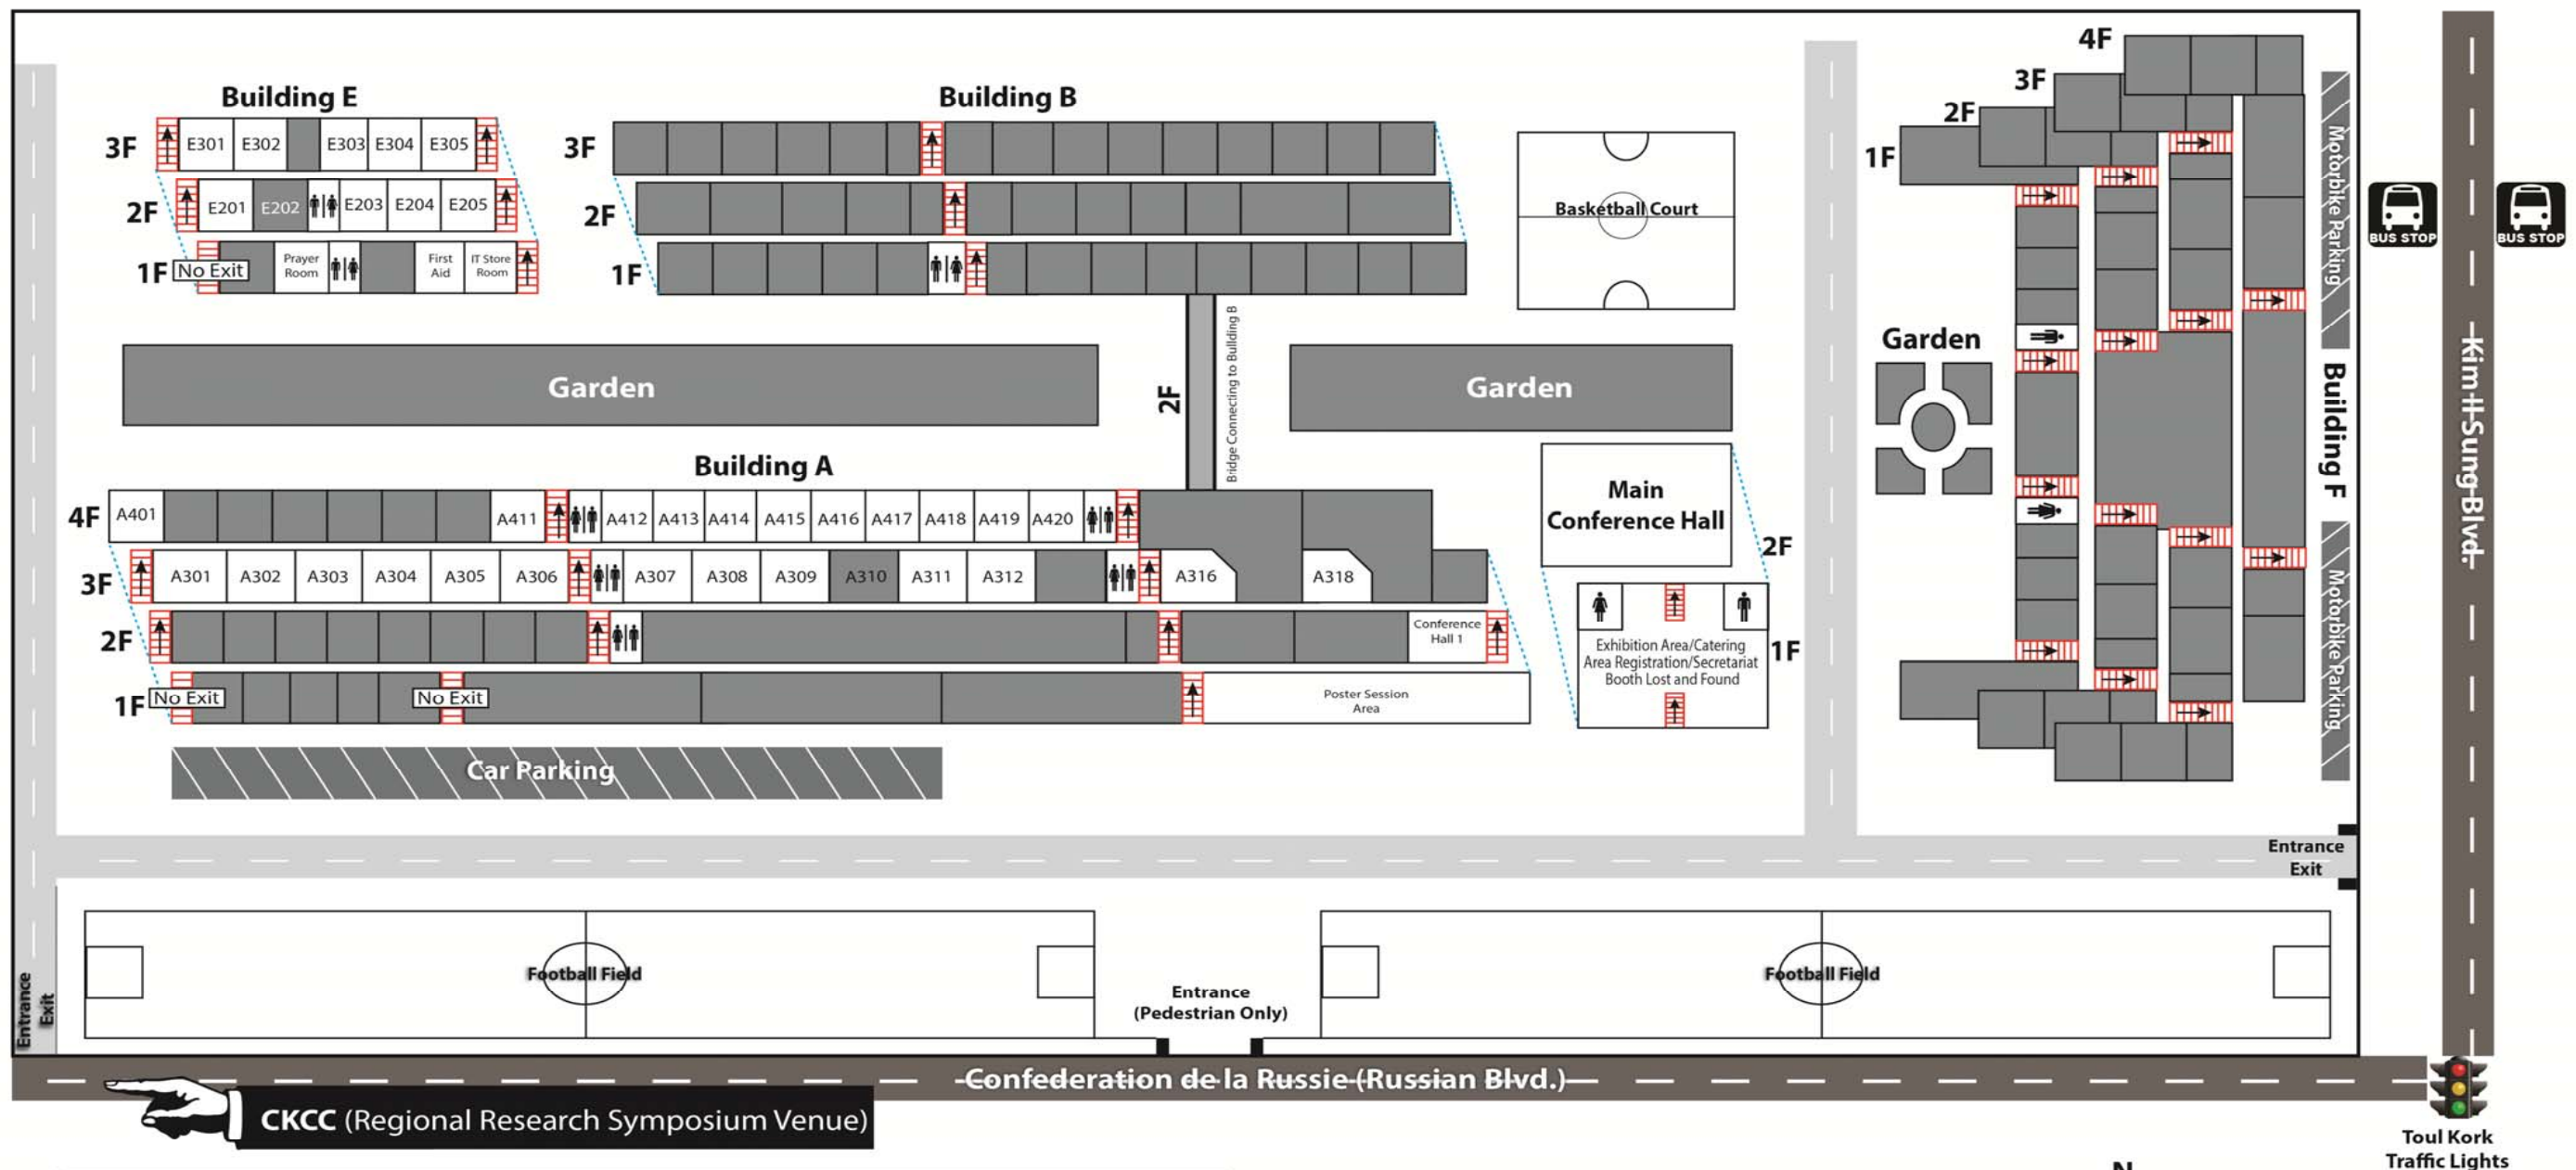 Building E
3F
E301 E302 E303 E304 E305
2F
E201 E202 E203 E204 E205
1F
No Exit
Prayer
Room
First
Aid
IT Store
Room
Building B
3F
2F
1F
Basketball Court
4F
3F
2F
1F
Garden
Motorbike Parking
Building F
Motorbike Parking
BUS STOP
BUS STOP
Kim Il Sung Blvd.
Garden
2F
Bridge Connecting to Building B
Garden
Building A
4F
A401 A411 A412 A413 A414 A415 A416 A417 A418 A419 A420
3F
A301 A302 A303 A304 A305 A306 A307 A308 A309 A310 A311 A312 A316 A318
2F
Conference
Hall 1
1F
No Exit
No Exit
Poster Session
Area
Main
Conference Hall
2F
Exhibition Area/Catering
Area Registration/Secretariat
Booth Lost and Found
1F
Car Parking
Entrance
Exit
Football Field
Football Field
Entrance
(Pedestrian Only)
Entrance
Exit
Confederation de la Russie (Russian Blvd.)
CKCC (Regional Research Symposium Venue)
Toul Kork
Traffic Lights
N